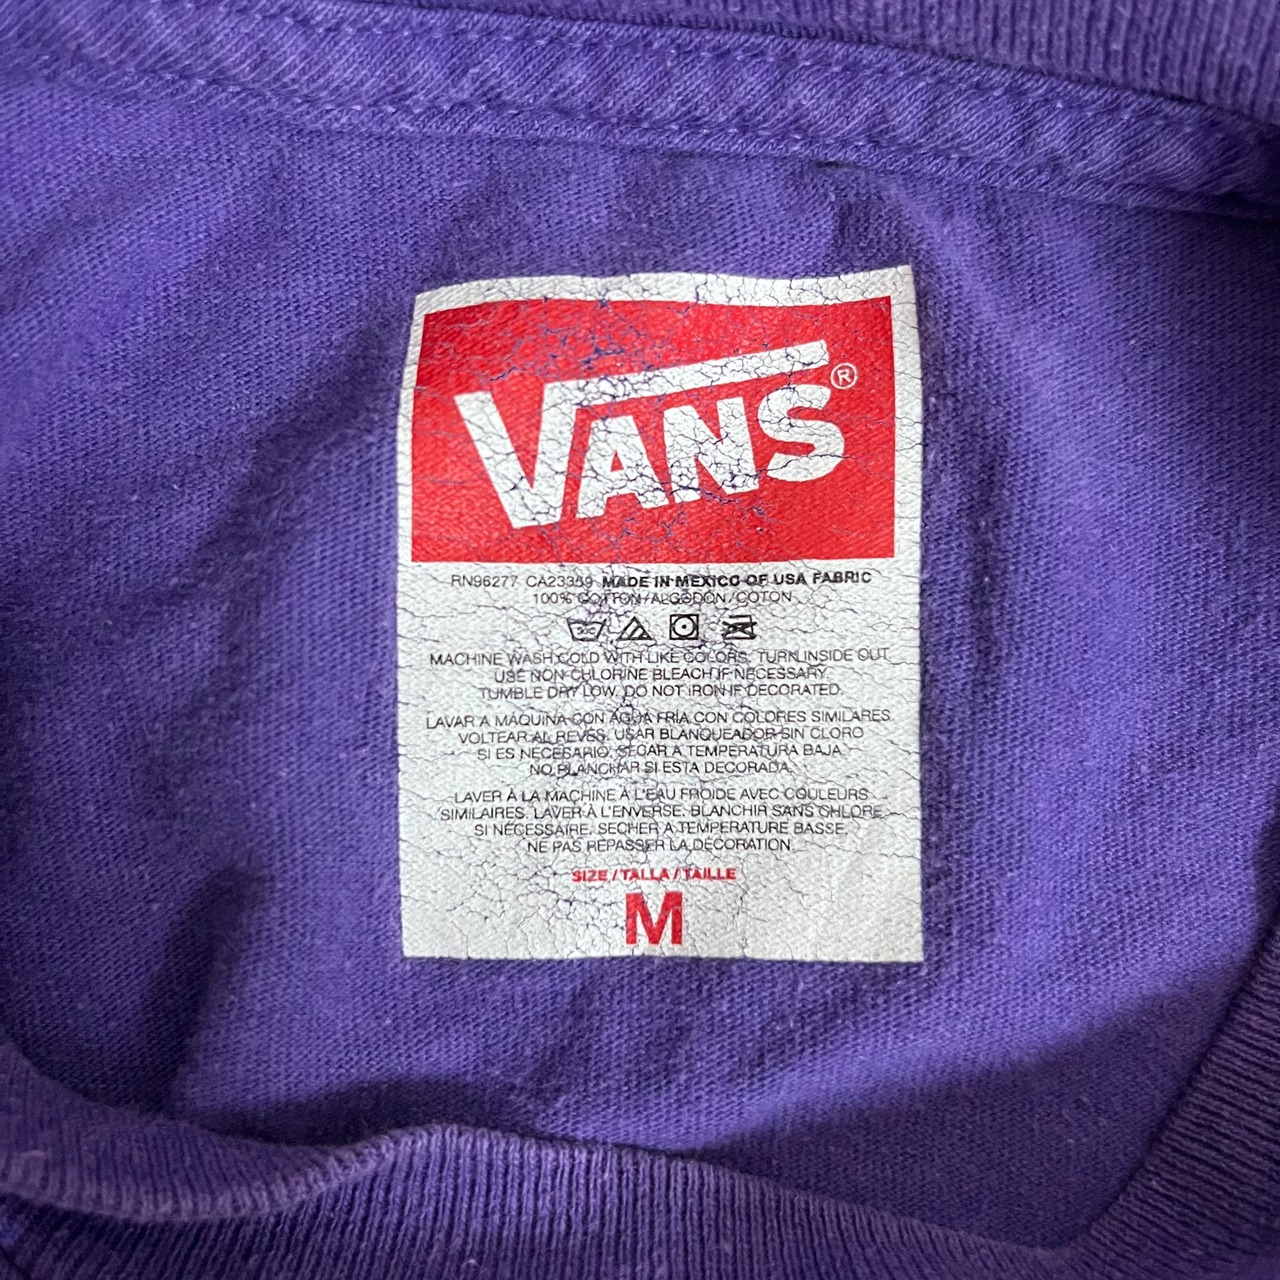 VANS®
RN96277 CA23359 MADE IN MEXICO OF USA FABRIC
100% COTTON/ALGODON/COTON
MACHINE WASH COLD WITH LIKE COLORS. TURN INSIDE OUT
USE NON CHLORINE BLEACH IF NECESSARY.
TUMBLE DRY LOW. DO NOT IRON IF DECORATED.
LAVAR A MÁQUINA CON AGUA FRÍA CON COLORES SIMILARES
VOLTEAR AL REVÉS. USAR BLANQUEADOR SIN CLORO
SI ES NECESARIO, SECAR A TEMPERATURA BAJA.
NO PLANCHAR SI ESTA DECORADA.
LAVER À LA MACHINE À L'EAU FROIDE AVEC COULEURS
SIMILAIRES. LAVER À L'ENVERSE. BLANCHIR SANS CHLORE
SI NÉCESSAIRE. SECHER A TEMPERATURE BASSE.
NE PAS REPASSER LA DECORATION
SIZE/TALLA/TAILLE
M